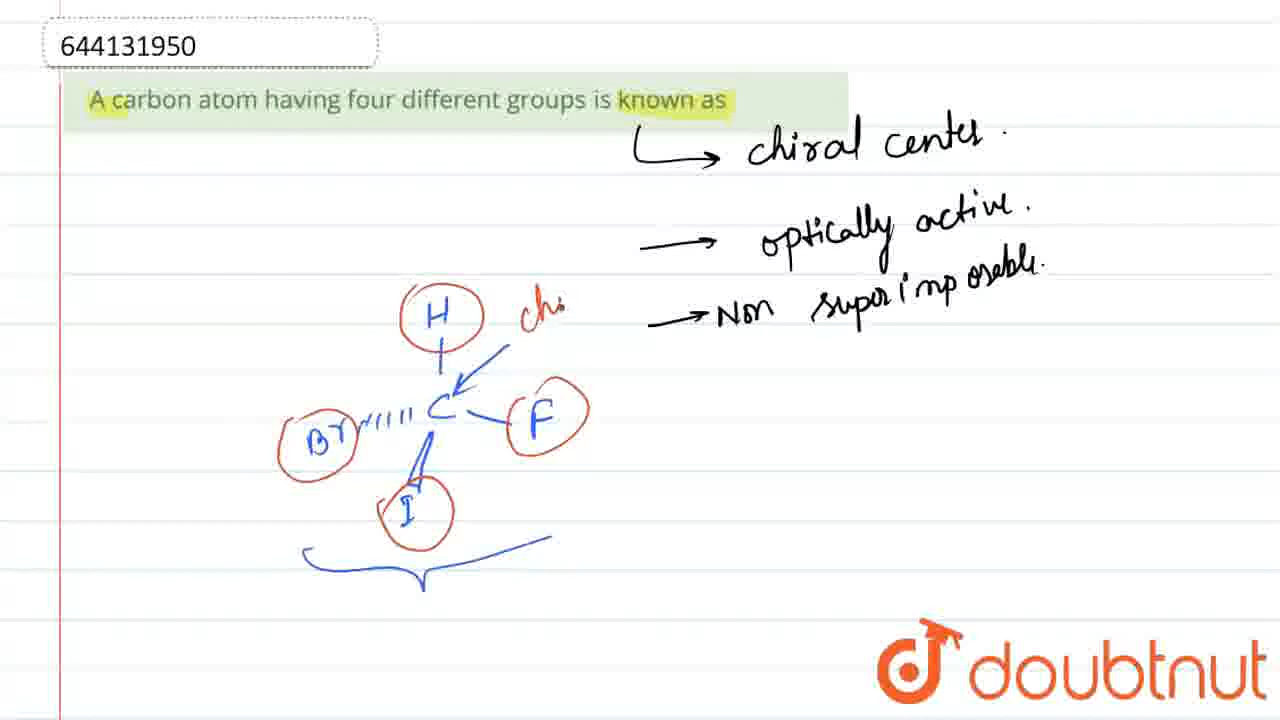 644131950
A carbon atom having four different groups is known as
chiral center.
→ optically active.
→ Non superimposable.
H
chi
Br C F
I
doubtnut